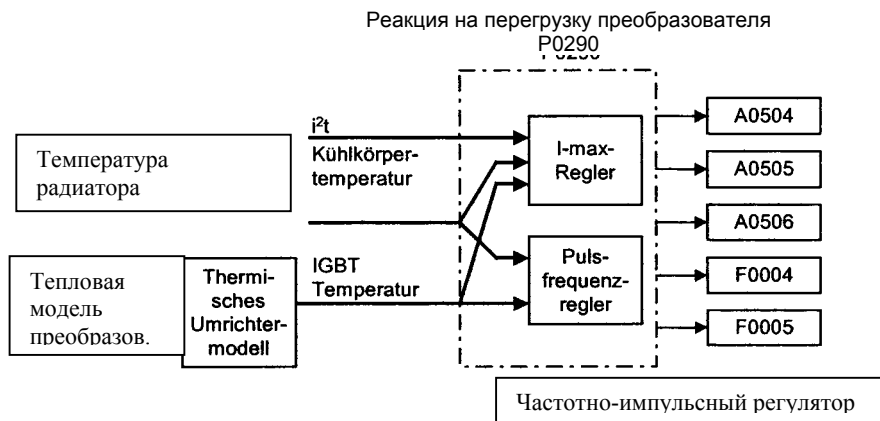 Реакция на перегрузку преобразователя
P0290
i²t
Kühlkörper-
temperatur
Температура
радиатора
I-max-
Regler
A0504
A0505
A0506
F0004
F0005
Тепловая
модель
преобразов.
Thermi-
sches
Umrichter-
modell
IGBT
Temperatur
Puls-
frequenz-
regler
Частотно-импульсный регулятор